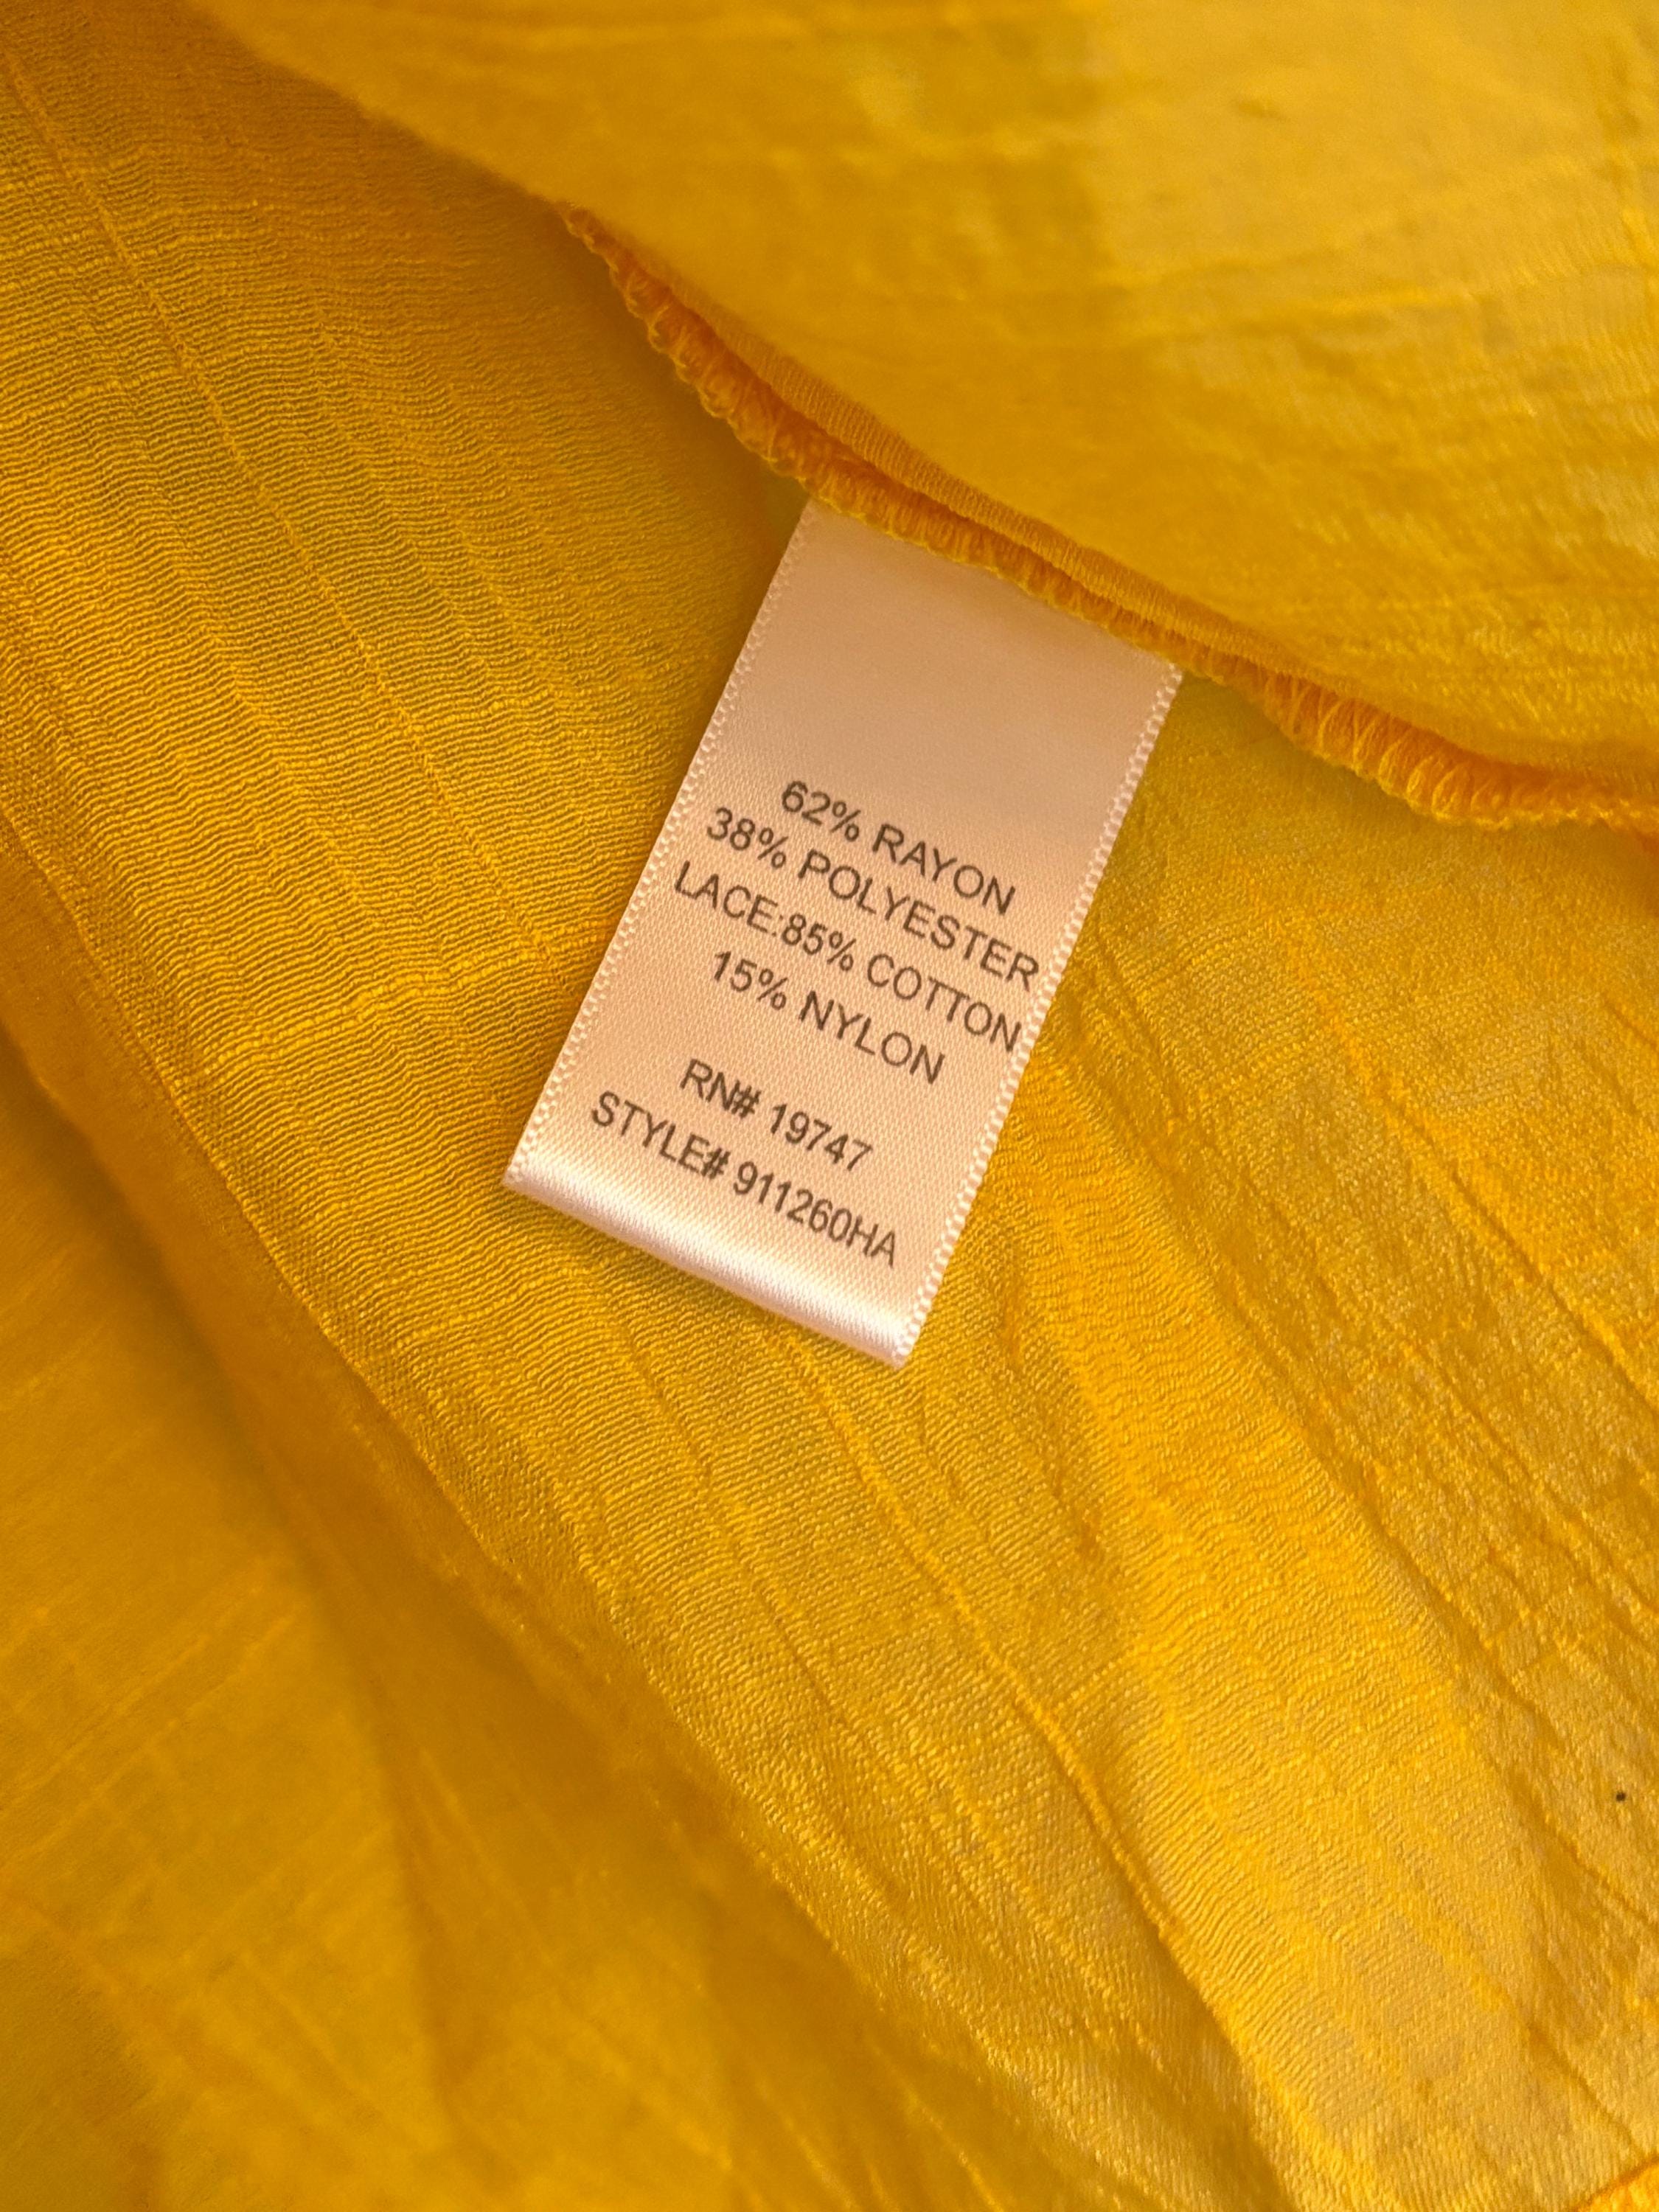 62% RAYON
38% POLYESTER
LACE:85% COTTON
15% NYLON
RN# 19747
STYLE# 911260HA